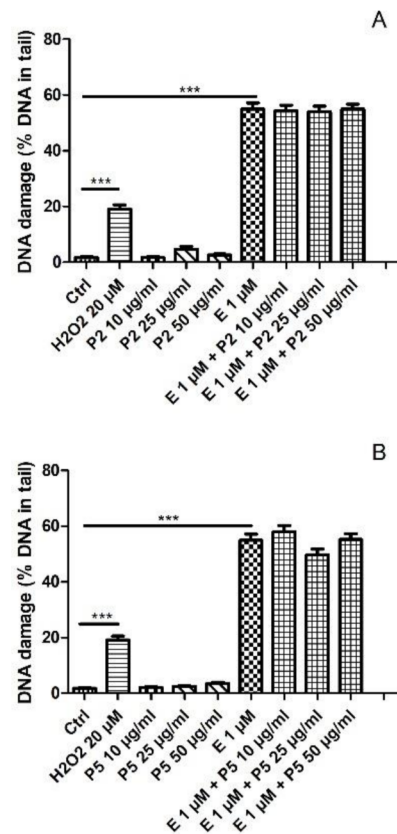 A
DNA damage (% DNA in tail)
80
60
40
20
0
***
***
Ctrl
H2O2 20 µM
P2 10 µg/ml
P2 25 µg/ml
P2 50 µg/ml
E 1 µM
E 1 µM + P2 10 µg/ml
E 1 µM + P2 25 µg/ml
E 1 µM + P2 50 µg/ml
B
DNA damage (% DNA in tail)
80
60
40
20
0
***
***
Ctrl
H2O2 20 µM
P5 10 µg/ml
P5 25 µg/ml
P5 50 µg/ml
E 1 µM
E 1 µM + P5 10 µg/ml
E 1 µM + P5 25 µg/ml
E 1 µM + P5 50 µg/ml